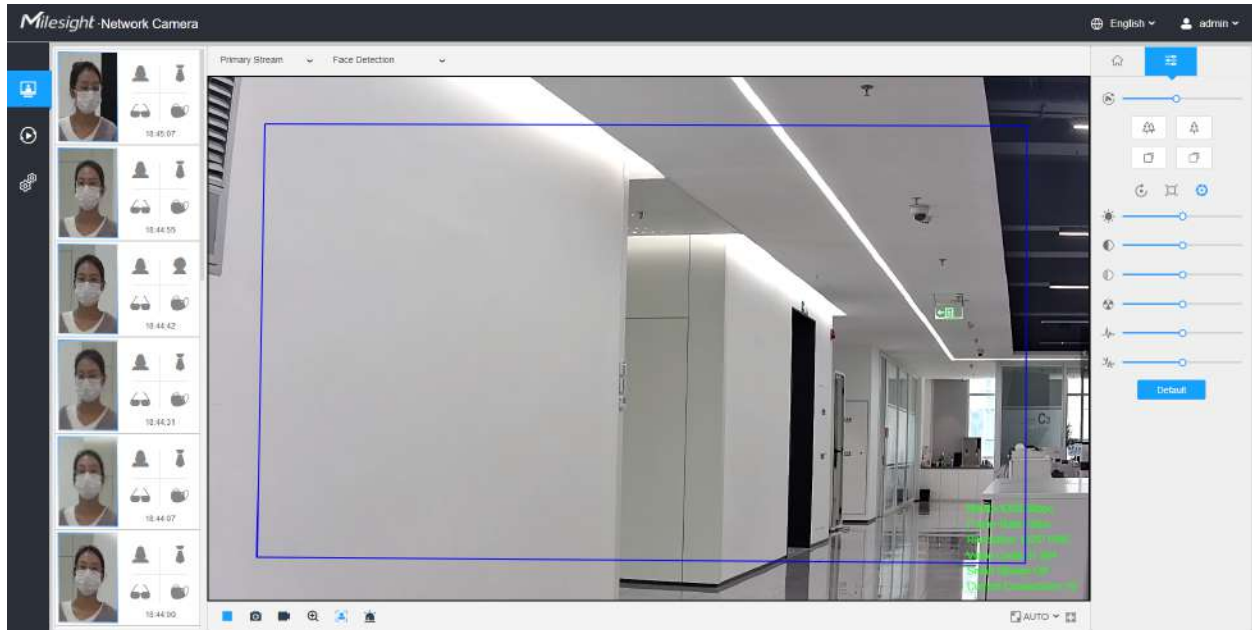 Milesight Network Camera
English
admin
Primary Stream
Face Detection
18:45:07
18:44:55
18:44:42
18:44:31
18:44:07
18:44:00
C3
AUTO
Default